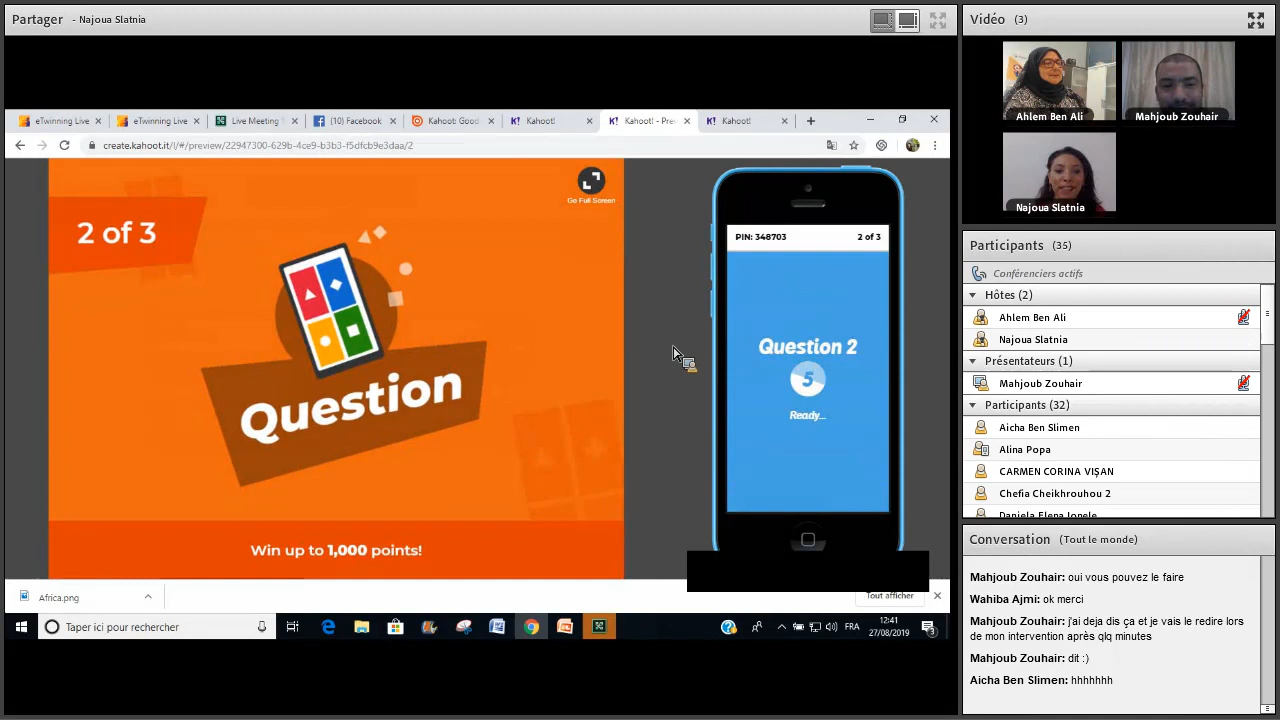 Partager - Najoua Slatnia
eTwinning Live
eTwinning Live
Live Meeting
(10) Facebook
Kahoot: Good
Kahoot!
Kahoot! - Pre
Kahoot!
create.kahoot.it/l/#/preview/22947300-629b-4ce9-b3b3-f5dfcb9e3daa/2
Go Full Screen
2 of 3
Question
Win up to 1,000 points!
PIN: 348703 2 of 3
Question 2
5
Ready...
Africa.png
Tout afficher
Taper ici pour rechercher
FRA
12:41
27/08/2019
3
Vidéo (3)
Ahlem Ben Ali
Mahjoub Zouhair
Najoua Slatnia
Participants (35)
Conférenciers actifs
Hôtes (2)
Ahlem Ben Ali
Najoua Slatnia
Présentateurs (1)
Mahjoub Zouhair
Participants (32)
Aicha Ben Slimen
Alina Popa
CARMEN CORINA VIŞAN
Chefia Cheikhrouhou 2
Daniela Elena Ionele
Conversation (Tout le monde)
Mahjoub Zouhair: oui vous pouvez le faire
Wahiba Ajmi: ok merci
Mahjoub Zouhair: j'ai déjà dis ça et je vais le redire lors
de mon intervention après qlq minutes
Mahjoub Zouhair: dit :)
Aicha Ben Slimen: hhhhhhh